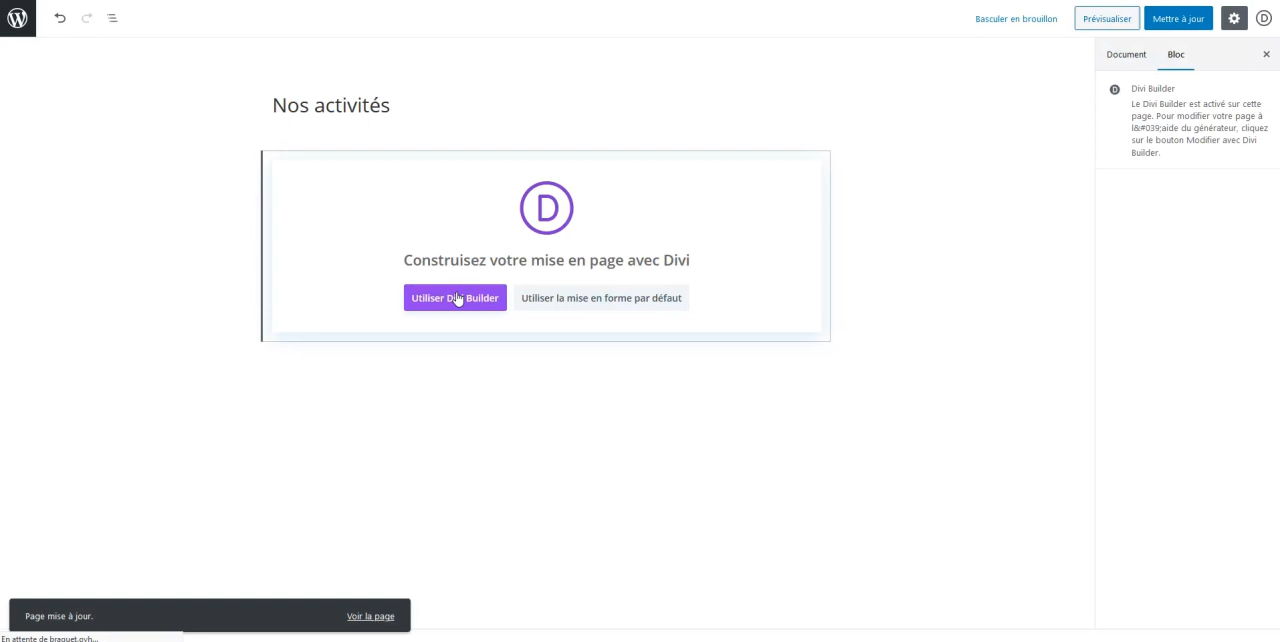 Basculer en brouillon
Prévisualiser
Mettre à jour
Document
Bloc
Nos activités
Divi Builder
Le Divi Builder est activé sur cette
page. Pour modifier votre page à
l&#039;aide du générateur, cliquez
sur le bouton Modifier avec Divi
Builder.
D
Construisez votre mise en page avec Divi
Utiliser Divi Builder
Utiliser la mise en forme par défaut
Page mise à jour.
Voir la page
En attente de braquet.ovh...